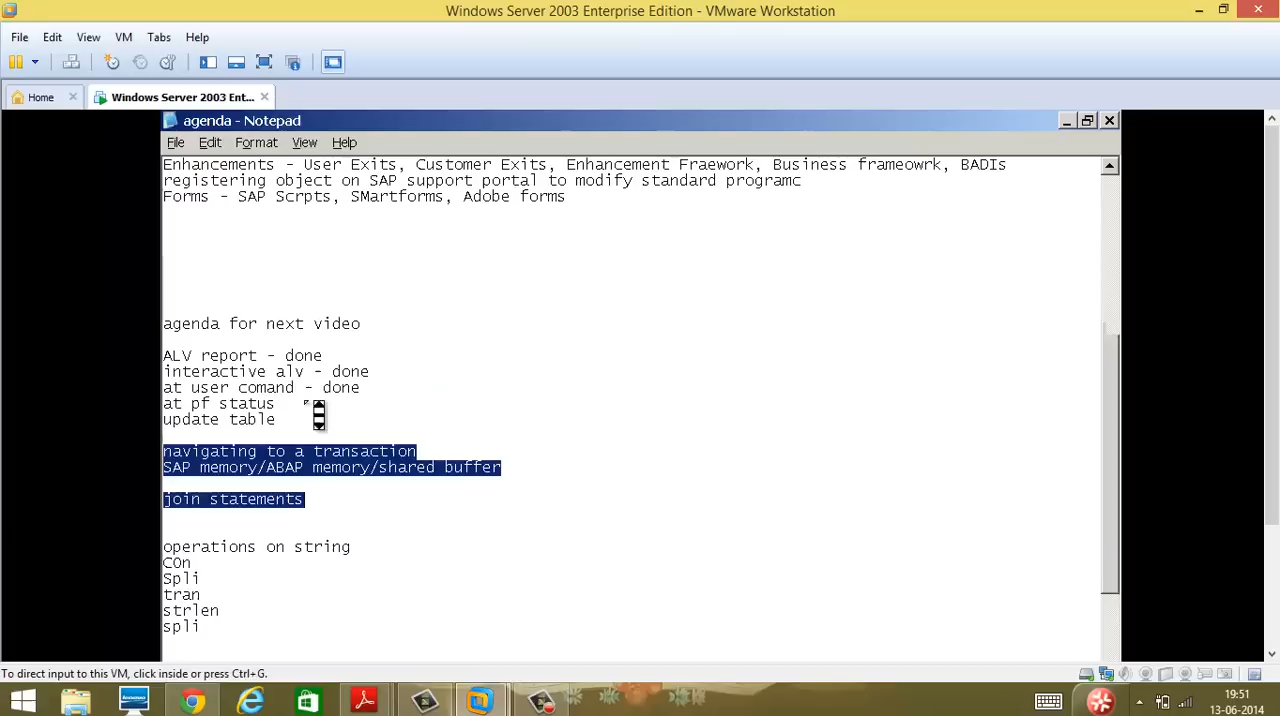 Windows Server 2003 Enterprise Edition - VMware Workstation
File Edit View VM Tabs Help
Home
Windows Server 2003 Ent...
agenda - Notepad
File Edit Format View Help
Enhancements - User Exits, Customer Exits, Enhancement Fraework, Business frameowrk, BADIs
registering object on SAP support portal to modify standard programc
Forms - SAP Scrpts, SMartforms, Adobe forms
agenda for next video
ALV report - done
interactive alv - done
at user comand - done
at pf status
update table
navigating to a transaction
SAP memory/ABAP memory/shared buffer
join statements
operations on string
COn
Spli
tran
strlen
spli
To direct input to this VM, click inside or press Ctrl+G.
19:51
13-06-2014